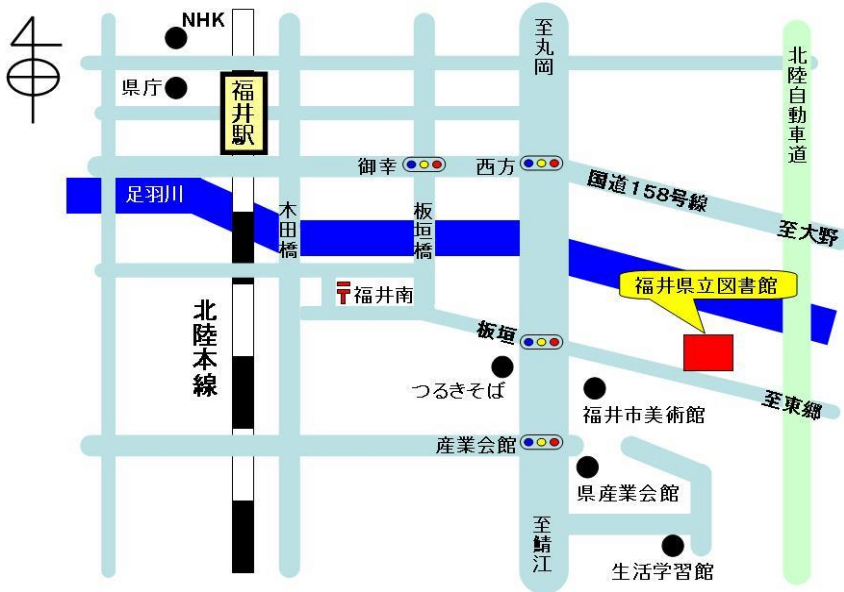 NHK
県庁
福井駅
至丸岡
北陸自動車道
御幸
西方
国道158号線
至大野
足羽川
木田橋
板垣橋
福井県立図書館
〒福井南
北陸本線
板垣
つるきそば
福井市美術館
至東郷
産業会館
県産業会館
至鯖江
生活学習館